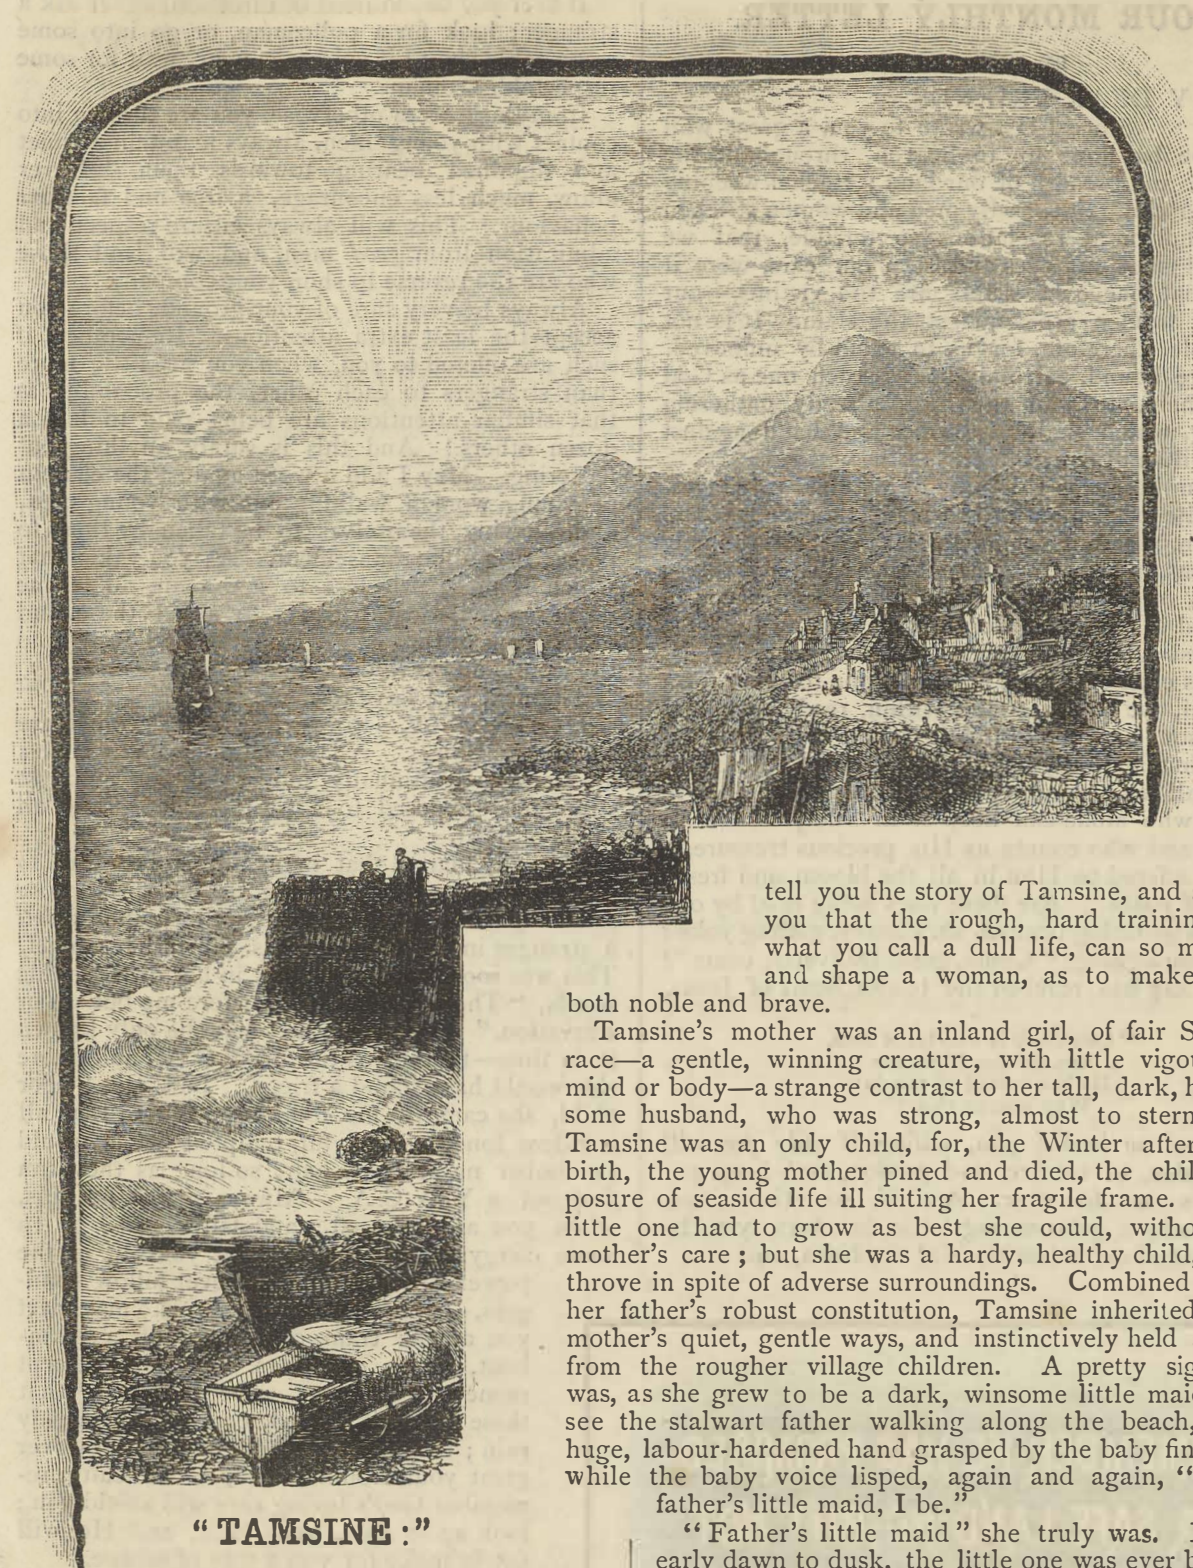 tell you the story of Tamsine, and
you that the rough, hard
what you call a dull life, can so
and shape a woman, as to make
both noble and brave.
Tamsine's mother was an inland girl, of fair
race—a gentle, winning creature, with little
mind or body—a strange contrast to her tall, dark,
some husband, who was strong, almost to
Tamsine was an only child, for, the Winter after
birth, the young mother pined and died, the
posure of seaside life ill suiting her fragile frame.
little one had to grow as best she could,
mother's care; but she was a hardy, healthy child,
throve in spite of adverse surroundings. Combined
her father's robust constitution, Tamsine inherited
mother's quiet, gentle ways, and instinctively held
from the rougher village children. A pretty
was, as she grew to be a dark, winsome little
see the stalwart father walking along the beach,
huge, labour-hardened hand grasped by the baby
while the baby voice lisped, again and again, "
father's little maid, I be."
"Father's little maid" she truly was.
early dawn to dusk, the little one was ever
"TAMSINE:"